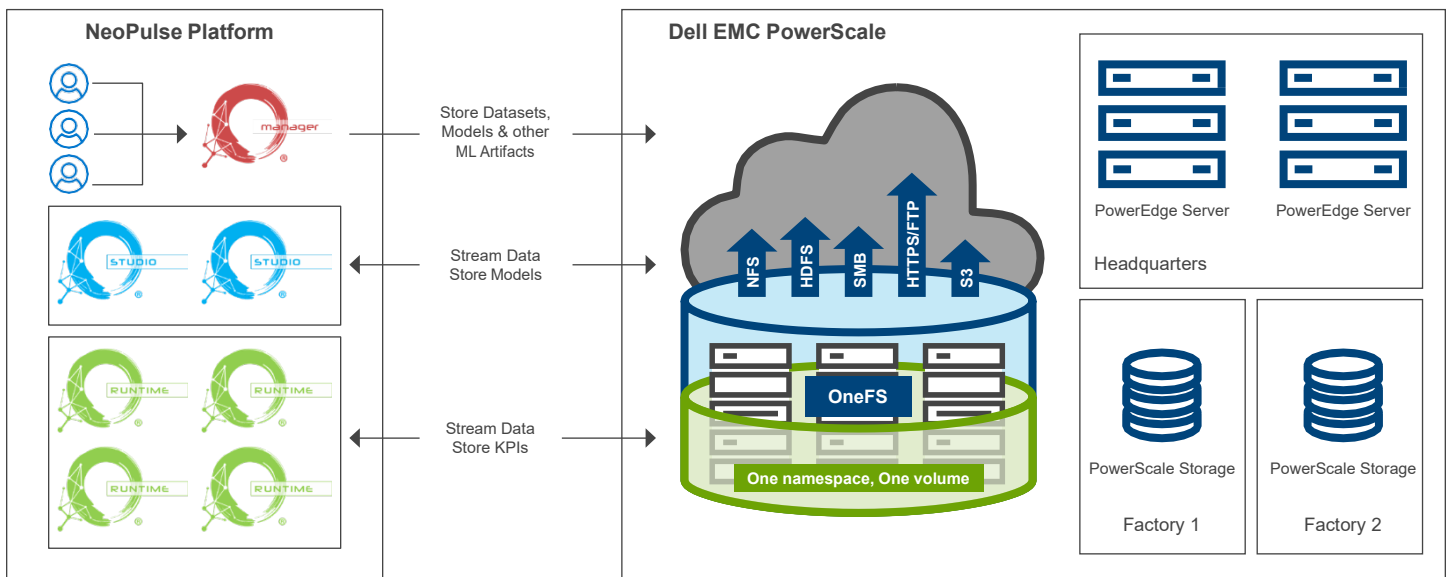 NeoPulse Platform
manager
®
STUDIO
®
STUDIO
®
RUNTIME
®
RUNTIME
®
RUNTIME
®
RUNTIME
®
Store Datasets,
Models & other
ML Artifacts
Stream Data
Store Models
Stream Data
Store KPIs
Dell EMC PowerScale
NFS
HDFS
SMB
HTTPS/FTP
S3
OneFS
One namespace, One volume
PowerEdge Server
PowerEdge Server
Headquarters
PowerScale Storage
Factory 1
PowerScale Storage
Factory 2